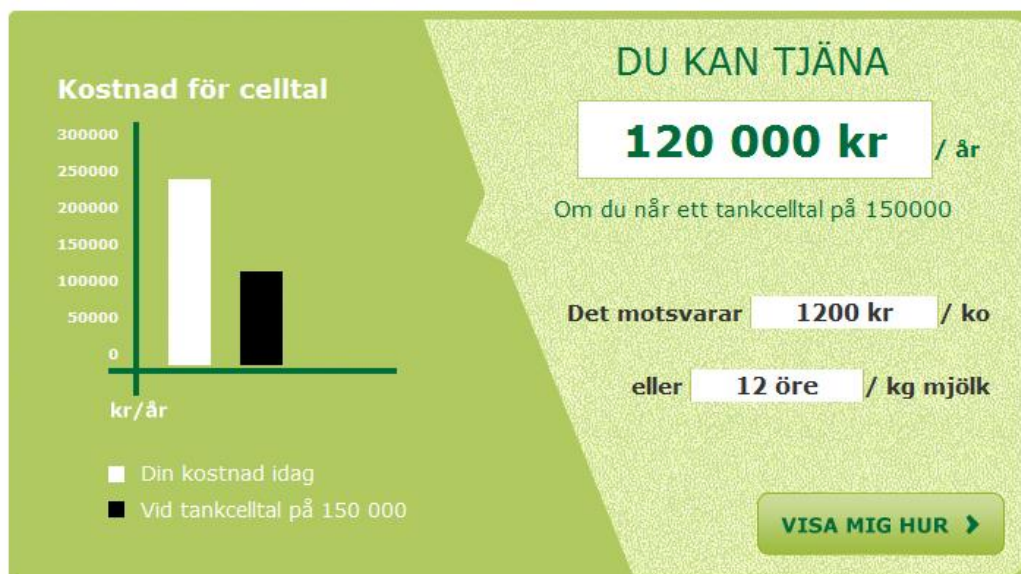 Kostnad för celltal
300000
250000
200000
150000
100000
50000
0
kr/år
Din kostnad idag
Vid tankcelltal på 150 000
DU KAN TJÄNA
120 000 kr / år
Om du når ett tankcelltal på 150000
Det motsvarar 1200 kr / ko
eller 12 öre / kg mjölk
VISA MIG HUR